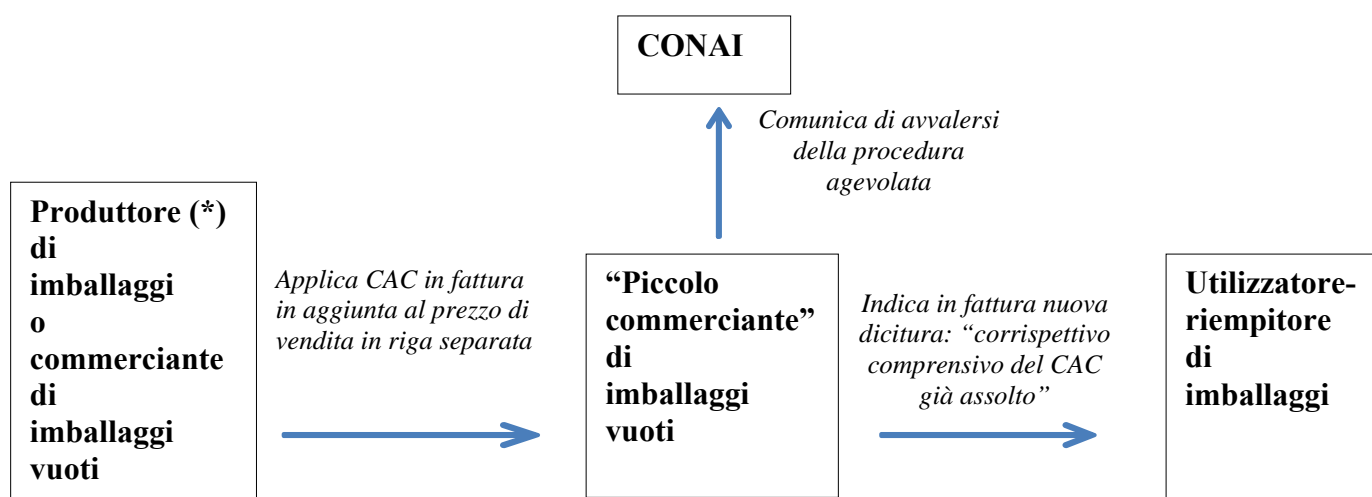 CONAI
Comunica di avvalersi
della procedura
agevolata
Produttore (*)
di
imballaggi
o
commerciante
di
imballaggi
vuoti
Applica CAC in fattura
in aggiunta al prezzo di
vendita in riga separata
“Piccolo
commerciante”
di
imballaggi
vuoti
Indica in fattura nuova
dicitura: “corrispettivo
comprensivo del CAC
già assolto”
Utilizzatore-
riempitore
di
imballaggi